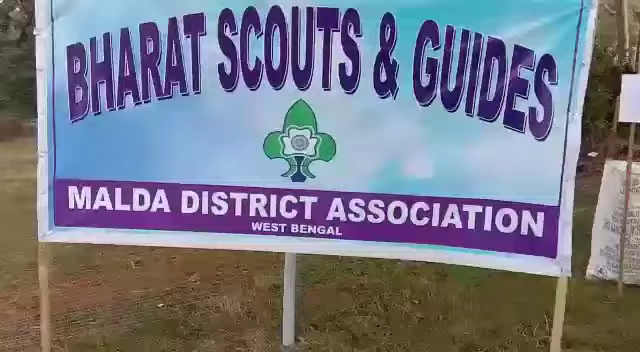 BHARAT SCOUTS & GUIDES
MALDA DISTRICT ASSOCIATION
WEST BENGAL